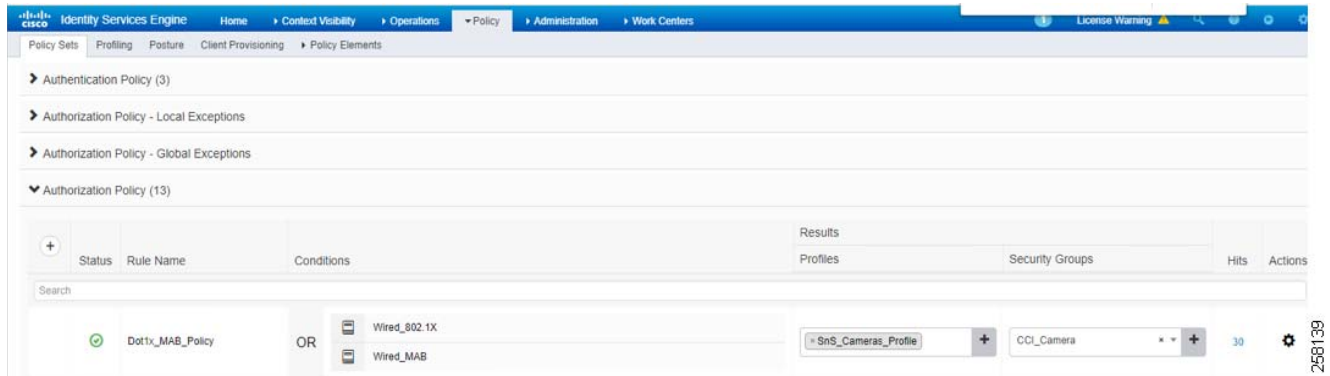 cisco Identity Services Engine Home Context Visibility Operations Policy Administration Work Centers License Warning
Policy Sets Profiling Posture Client Provisioning Policy Elements
Authentication Policy (3)
Authorization Policy - Local Exceptions
Authorization Policy - Global Exceptions
Authorization Policy (13)
Results
+ Status Rule Name Conditions Profiles Security Groups Hits Actions
Search
Dot1x_MAB_Policy OR Wired_802.1X
Wired_MAB
× SnS_Cameras_Profile + CCI_Camera × + 30
258139